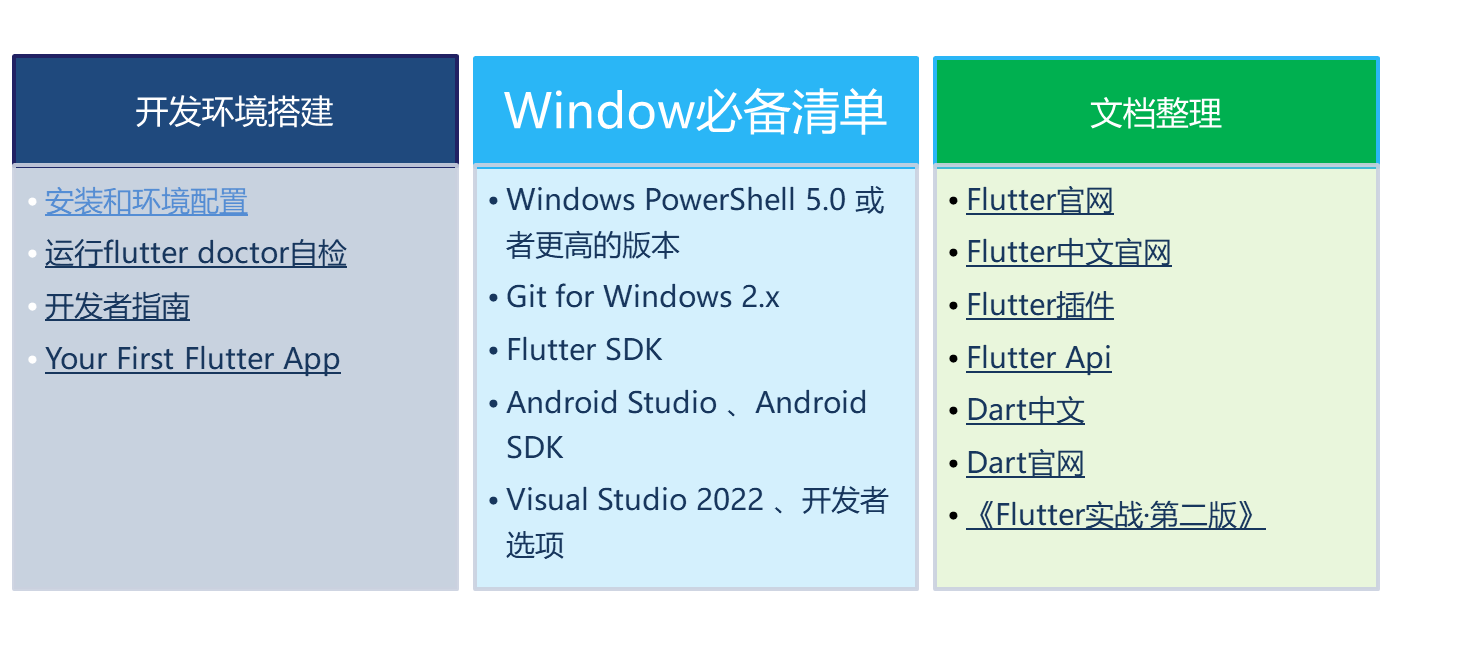 开发环境搭建
安装和环境配置
运行flutter doctor自检
开发者指南
Your First Flutter App
Window必备清单
Windows PowerShell 5.0 或
者更高的版本
Git for Windows 2.x
Flutter SDK
Android Studio 、Android
SDK
Visual Studio 2022 、开发者
选项
文档整理
Flutter官网
Flutter中文官网
Flutter插件
Flutter Api
Dart中文
Dart官网
《Flutter实战·第二版》